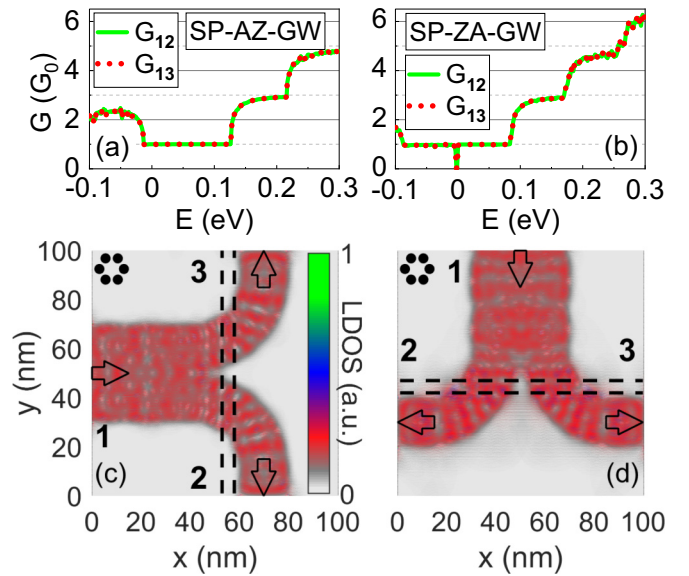 G₁₂
G₁₃
SP-AZ-GW
G (G₀)
6
4
2
0
(a)
-0.1 0 0.1 0.2 0.3
E (eV)
SP-ZA-GW
G₁₂
G₁₃
6
4
2
0
(b)
-0.1 0 0.1 0.2 0.3
E (eV)
100
80
60
40
20
0
y (nm)
3
1
2
(c)
1
LDOS (a.u.)
0
0 20 40 60 80 100
x (nm)
1
2
3
(d)
0 20 40 60 80 100
x (nm)